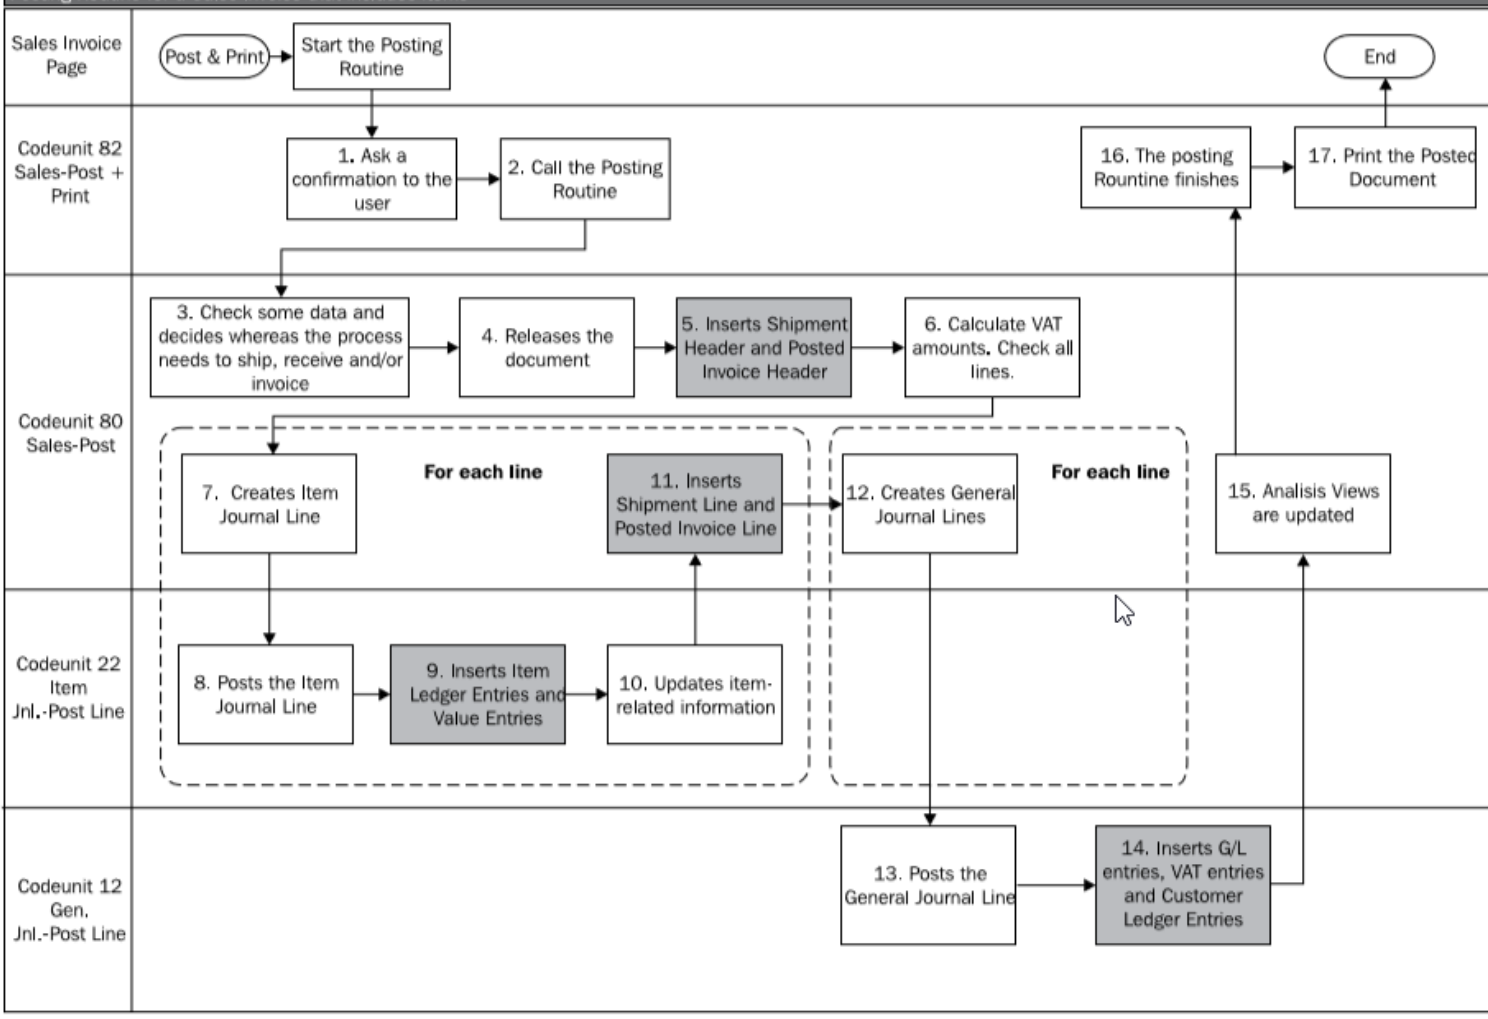 Sales Invoice
Page
Post & Print
Start the Posting
Routine
End
Codeunit 82
Sales-Post +
Print
1. Ask a
confirmation to the
user
2. Call the Posting
Routine
16. The posting
Rountine finishes
17. Print the Posted
Document
Codeunit 80
Sales-Post
3. Check some data and
decides whereas the process
needs to ship, receive and/or
invoice
4. Releases the
document
5. Inserts Shipment
Header and Posted
Invoice Header
6. Calculate VAT
amounts. Check all
lines.
7. Creates Item
Journal Line
For each line
11. Inserts
Shipment Line and
Posted Invoice Line
12. Creates General
Journal Lines
For each line
15. Analisis Views
are updated
Codeunit 22
Item
Jnl.-Post Line
8. Posts the Item
Journal Line
9. Inserts Item
Ledger Entries and
Value Entries
10. Updates item-
related information
Codeunit 12
Gen.
Jnl.-Post Line
13. Posts the
General Journal Line
14. Inserts G/L
entries, VAT entries
and Customer
Ledger Entries